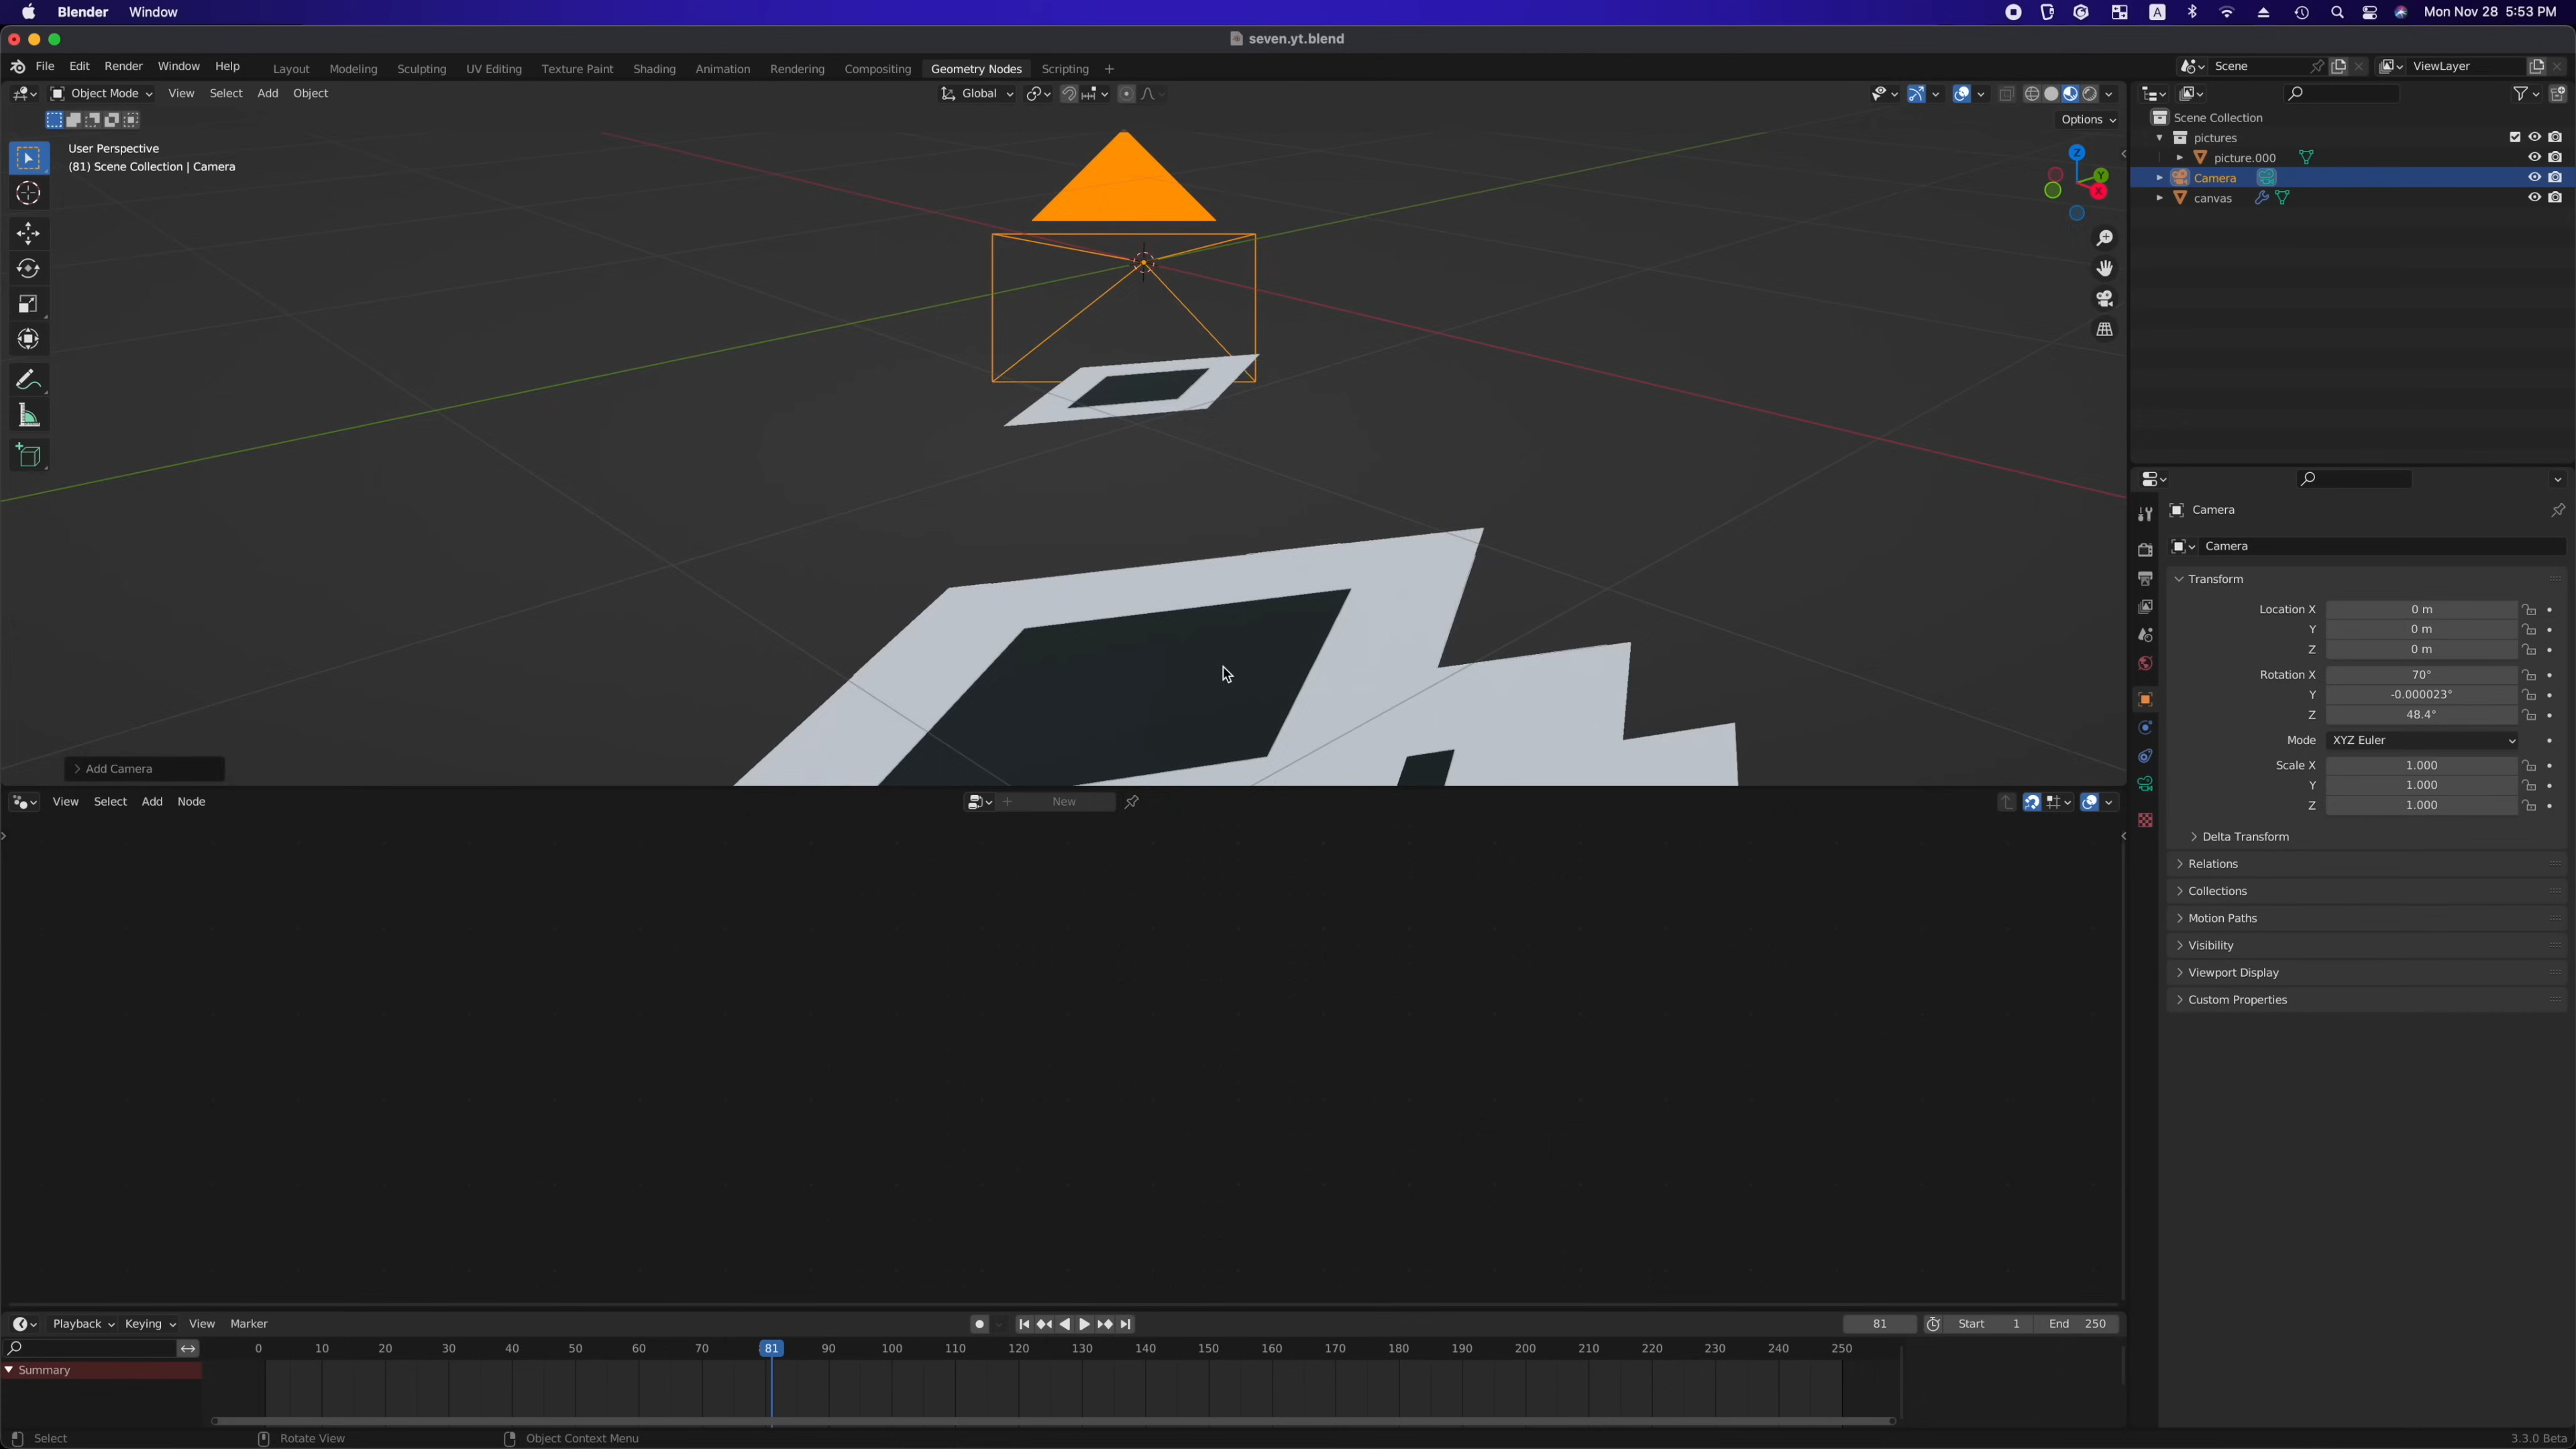 Blender Window
A
Mon Nov 28 5:53 PM
seven.yt.blend
File Edit Render Window Help
Layout Modeling Sculpting UV Editing Texture Paint Shading Animation Rendering Compositing Geometry Nodes Scripting +
Scene
ViewLayer
Object Mode View Select Add Object
Global
Options
User Perspective
(81) Scene Collection | Camera
Z
Y
X
Add Camera
Scene Collection
pictures
picture.000
Camera
canvas
Camera
Camera
Transform
Location X 0 m
Y 0 m
Z 0 m
Rotation X 70°
Y -0.000023°
Z 48.4°
Mode XYZ Euler
Scale X 1.000
Y 1.000
Z 1.000
Delta Transform
Relations
Collections
Motion Paths
Visibility
Viewport Display
Custom Properties
View Select Add Node
New
Playback Keying View Marker
81
Start 1 End 250
0 10 20 30 40 50 60 70 81 90 100 110 120 130 140 150 160 170 180 190 200 210 220 230 240 250
Summary
Select Rotate View Object Context Menu
3.3.0 Beta